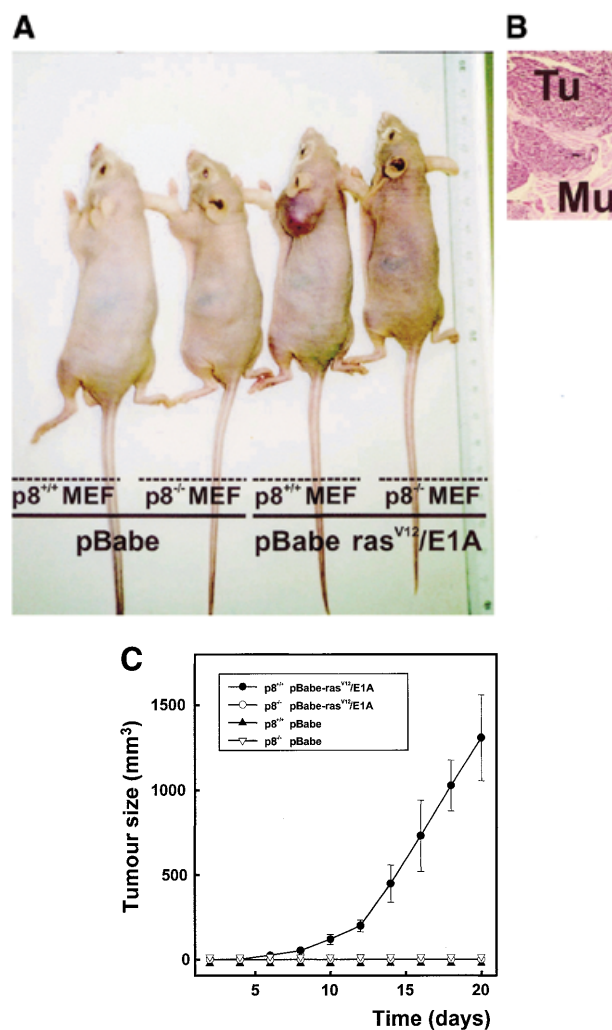 A
B
Tu
Mu
p8+/+ MEF p8-/- MEF p8+/+ MEF p8-/- MEF
pBabe pBabe rasV12/E1A
C
p8+/+ pBabe-rasV12/E1A
p8-/- pBabe-rasV12/E1A
p8+/+ pBabe
p8-/- pBabe
Tumour size (mm3)
1500
1000
500
0
5 10 15 20
Time (days)